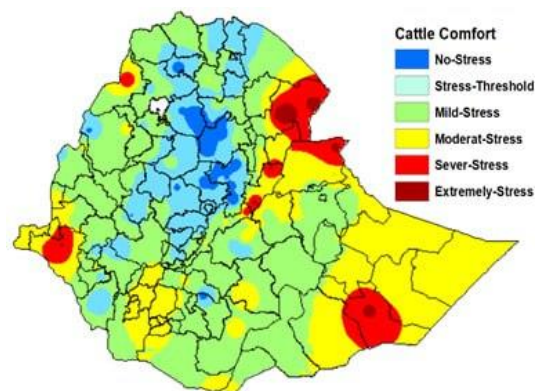 Cattle Comfort
No-Stress
Stress-Threshold
Mild-Stress
Moderat-Stress
Sever-Stress
Extremely-Stress